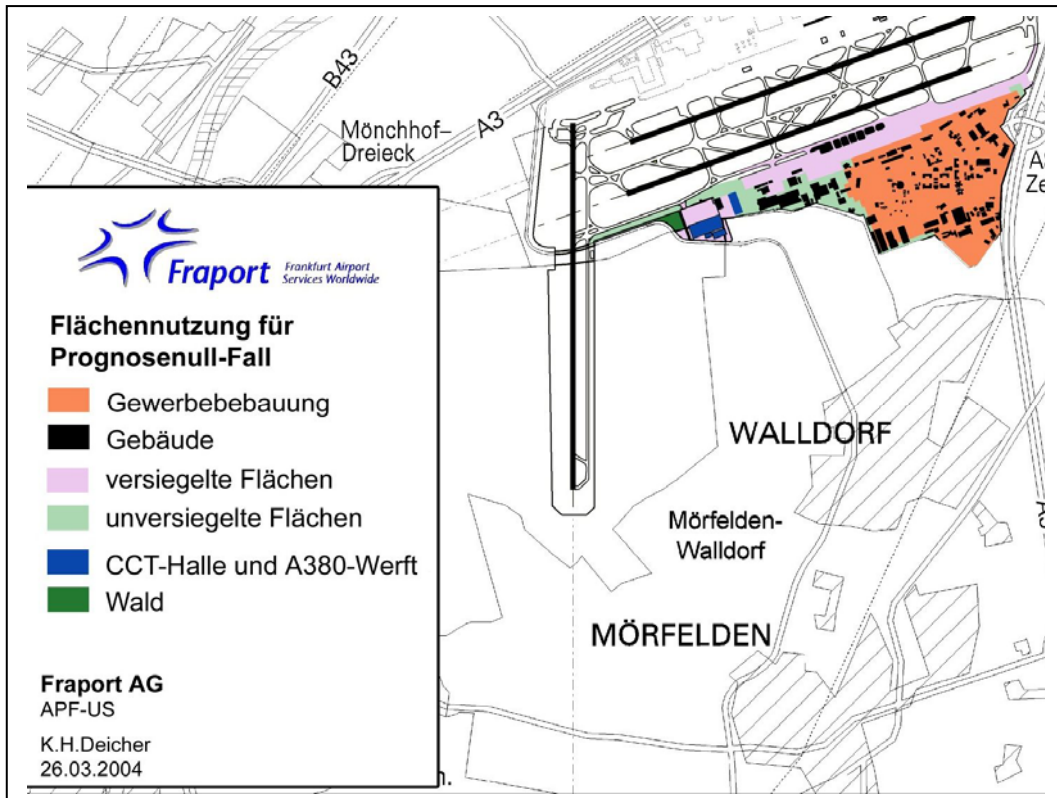 B43
A3
Mönchhof–
Dreieck
Fraport
Frankfurt Airport
Services Worldwide
Flächennutzung für
Prognosenull-Fall
Gewerbebebauung
Gebäude
versiegelte Flächen
unversiegelte Flächen
CCT-Halle und A380-Werft
Wald
Fraport AG
APF-US
K.H.Deicher
26.03.2004
WALLDORF
Mörfelden-
Walldorf
MÖRFELDEN